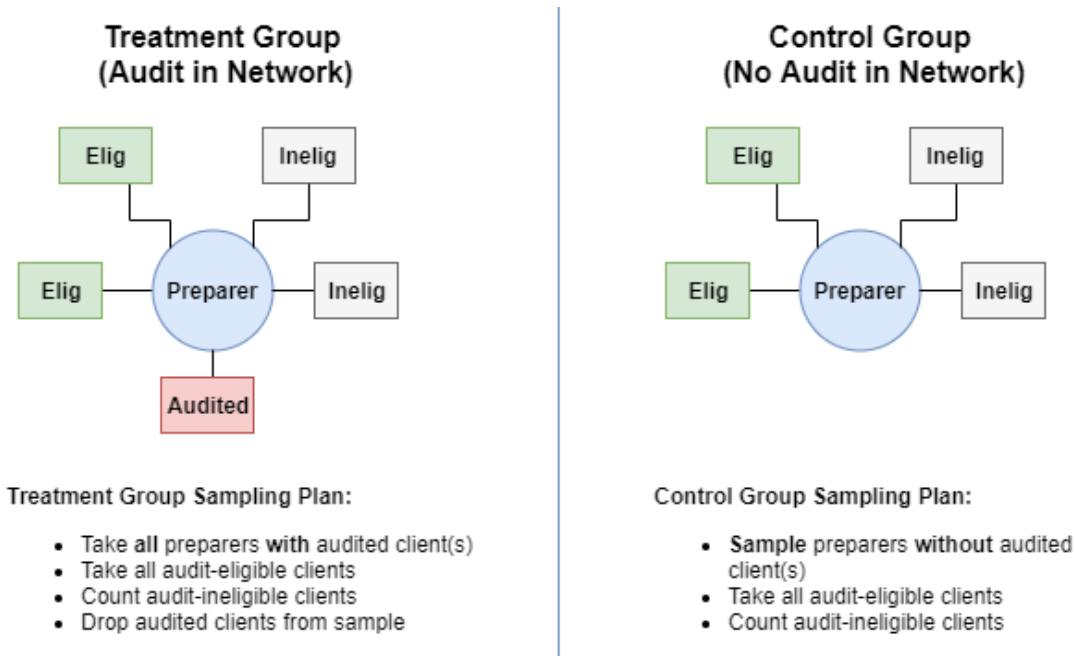 Treatment Group
(Audit in Network)
Elig
Inelig
Elig
Preparer
Inelig
Audited
Treatment Group Sampling Plan:
• Take all preparers with audited client(s)
• Take all audit-eligible clients
• Count audit-ineligible clients
• Drop audited clients from sample
Control Group
(No Audit in Network)
Elig
Inelig
Elig
Preparer
Inelig
Control Group Sampling Plan:
• Sample preparers without audited
client(s)
• Take all audit-eligible clients
• Count audit-ineligible clients